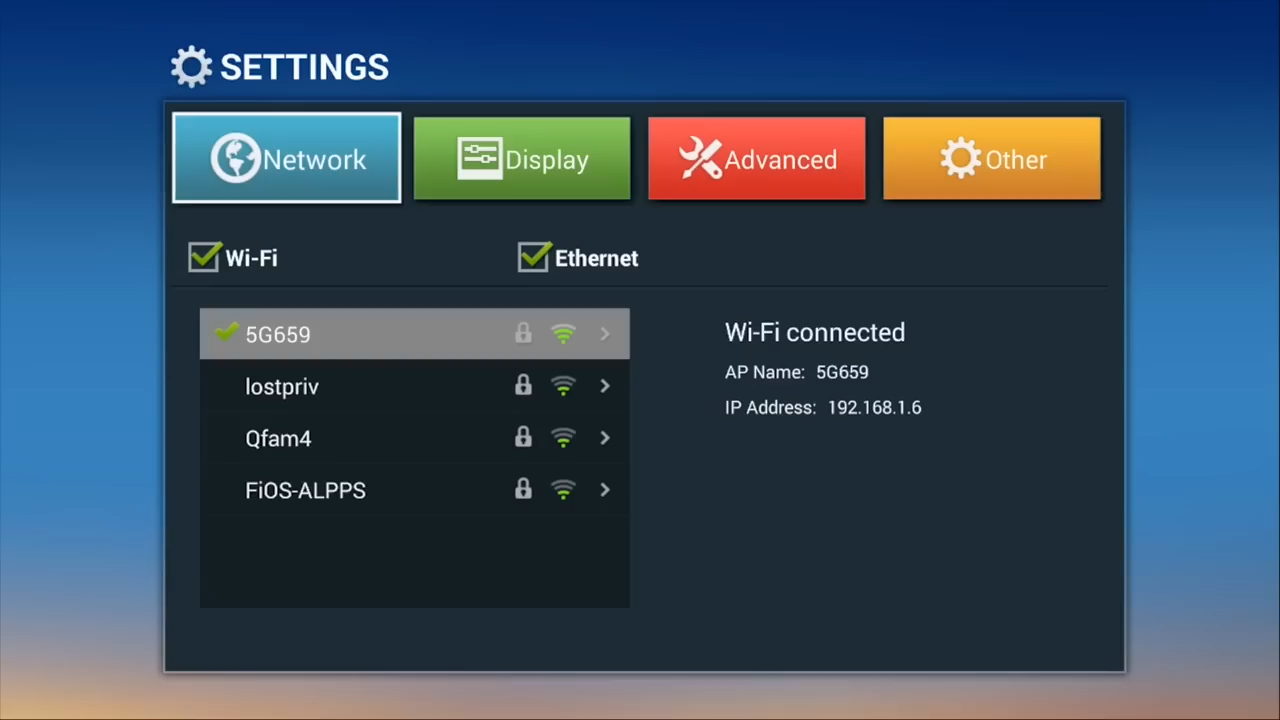 SETTINGS
Network Display Advanced Other
Wi-Fi Ethernet
5G659
lostpriv
Qfam4
FiOS-ALPPS
Wi-Fi connected
AP Name: 5G659
IP Address: 192.168.1.6